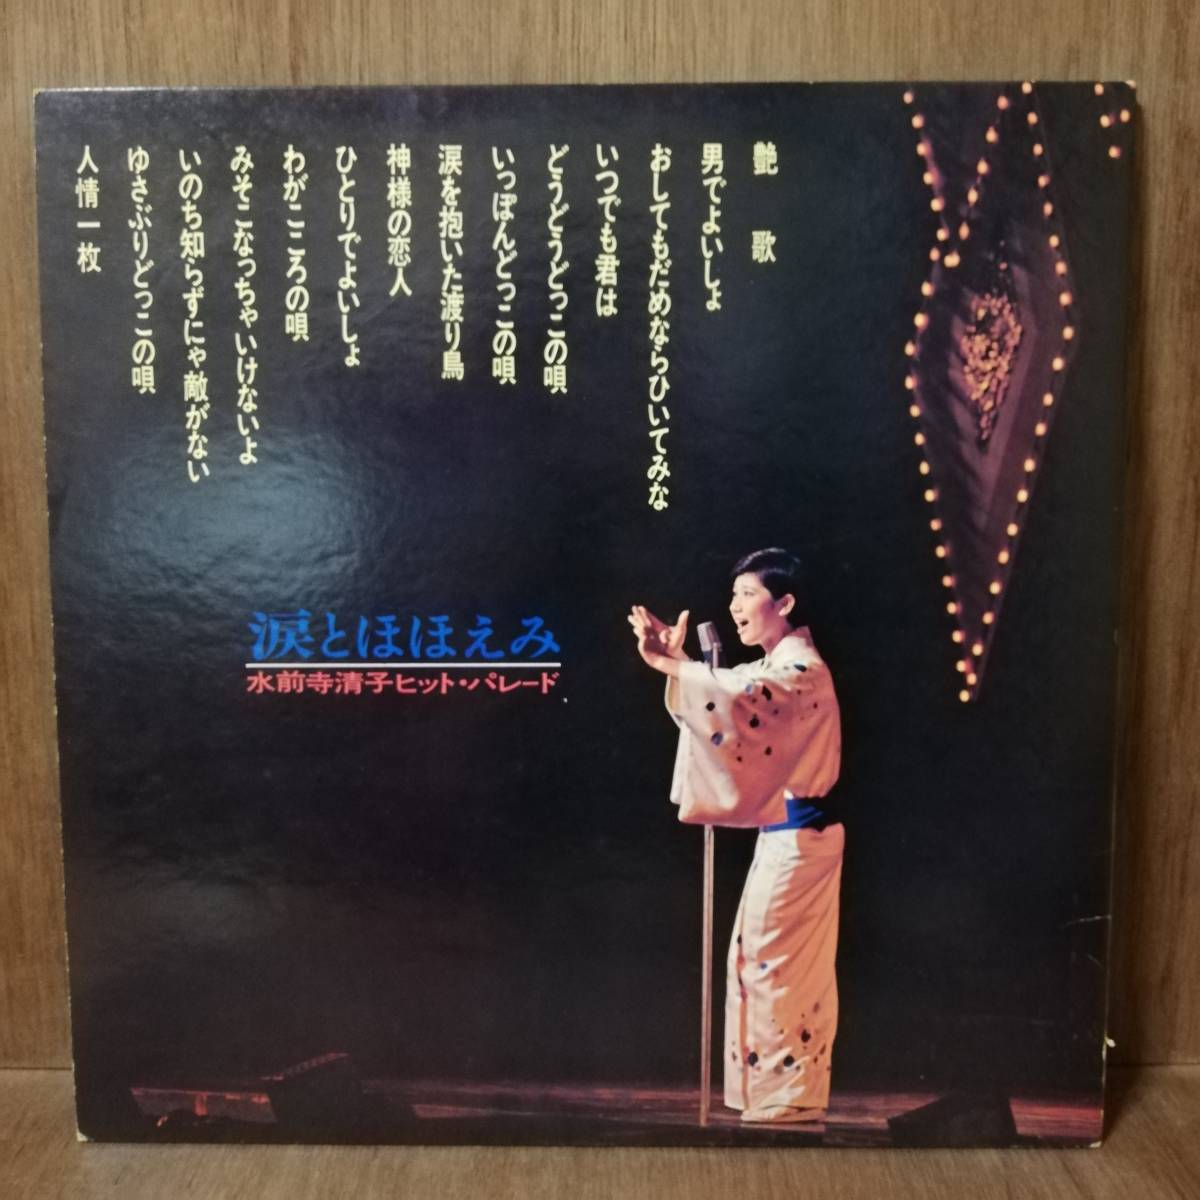 艶歌
男でよいしょ
おしてもだめならひいてみな
いつでも君は
どうどうどっこの唄
いっぽんどっこの唄
涙を抱いた渡り鳥
神様の恋人
ひとりでよいしょ
わがこころの唄
みそこなっちゃいけないよ
いのち知らずにゃ敵がない
ゆさぶりどっこの唄
人情一枚
涙とほほえみ
水前寺清子ヒット・パレード